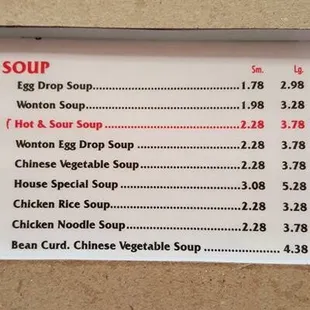 SOUP Sm. Lg.
Egg Drop Soup..........................................1.78 2.98
Wonton Soup..........................................1.98 3.28
( Hot & Sour Soup ....................................2.28 3.78
Wonton Egg Drop Soup ............................2.28 3.78
Chinese Vegetable Soup...........................2.28 3.78
House Special Soup ................................3.08 5.28
Chicken Rice Soup...................................2.28 3.28
Chicken Noodle Soup...............................2.28 3.78
Bean Curd. Chinese Vegetable Soup ....................4.38